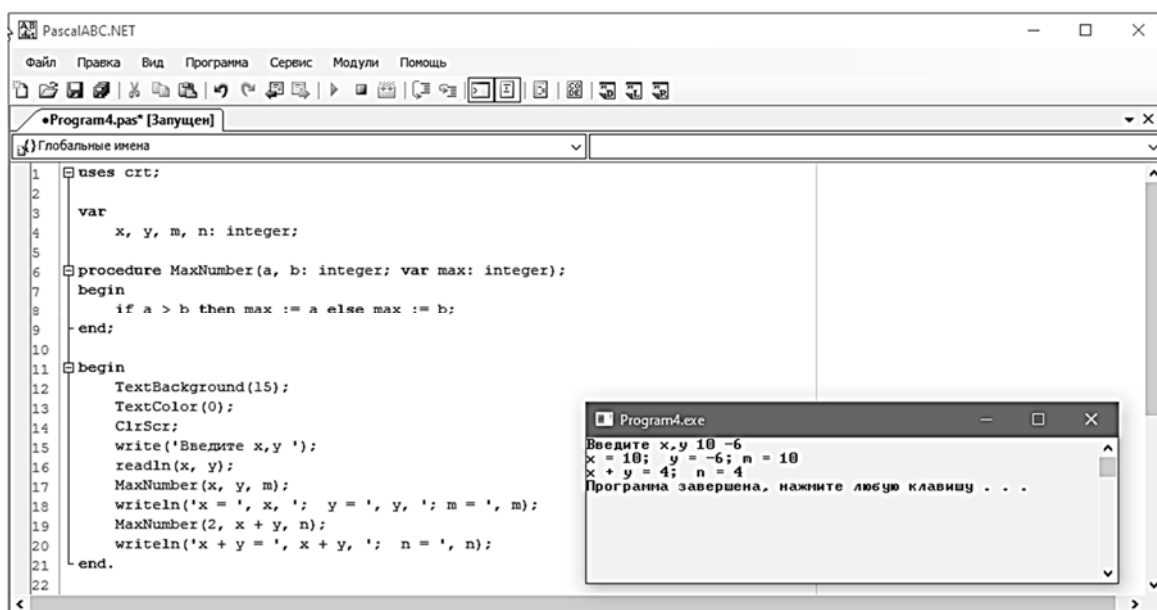 PascalABC.NET
Файл Правка Вид Программа Сервис Модули Помощь
•Program4.pas* [Запущен]
Глобальные имена
1 uses crt;
2
3 var
4 x, y, m, n: integer;
5
6 procedure MaxNumber(a, b: integer; var max: integer);
7 begin
8 if a > b then max := a else max := b;
9 end;
10
11 begin
12 TextBackground(15);
13 TextColor(0);
14 ClrScr;
15 write('Введите x,y ');
16 readln(x, y);
17 MaxNumber(x, y, m);
18 writeln('x = ', x, ';  y = ', y, '; m = ', m);
19 MaxNumber(2, x + y, n);
20 writeln('x + y = ', x + y, ';  n = ', n);
21 end.
22
Program4.exe
Введите x,y 10 -6
x = 10;  y = -6; m = 10
x + y = 4;  n = 4
Программа завершена, нажмите любую клавишу . . .